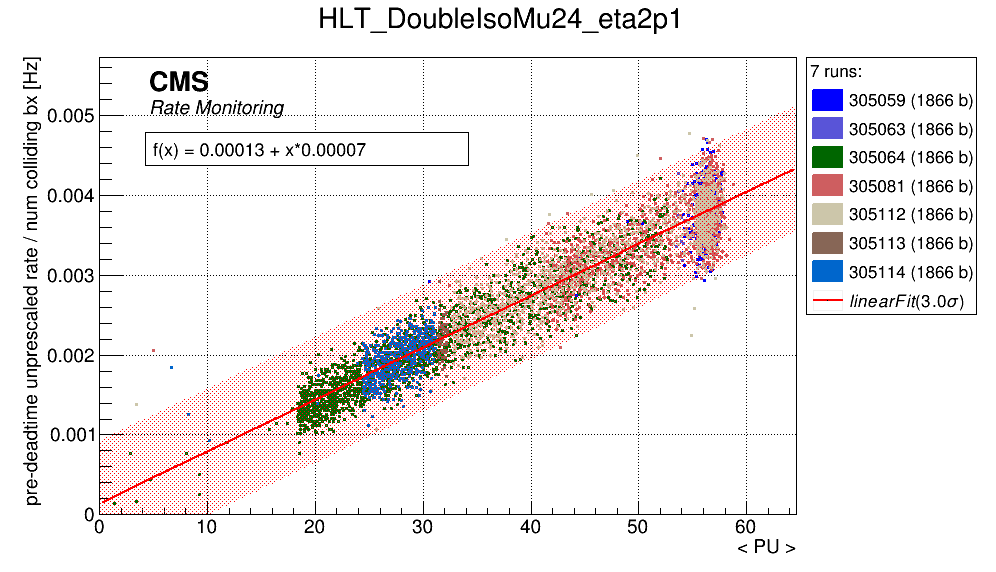 HLT_DoubleIsoMu24_eta2p1
pre-deadtime unprescaled rate / num colliding bx [Hz]
CMS
Rate Monitoring
f(x) = 0.00013 + x*0.00007
0.005
0.004
0.003
0.002
0.001
0
0 10 20 30 40 50 60
< PU >
7 runs:
305059 (1866 b)
305063 (1866 b)
305064 (1866 b)
305081 (1866 b)
305112 (1866 b)
305113 (1866 b)
305114 (1866 b)
linearFit(3.0σ)